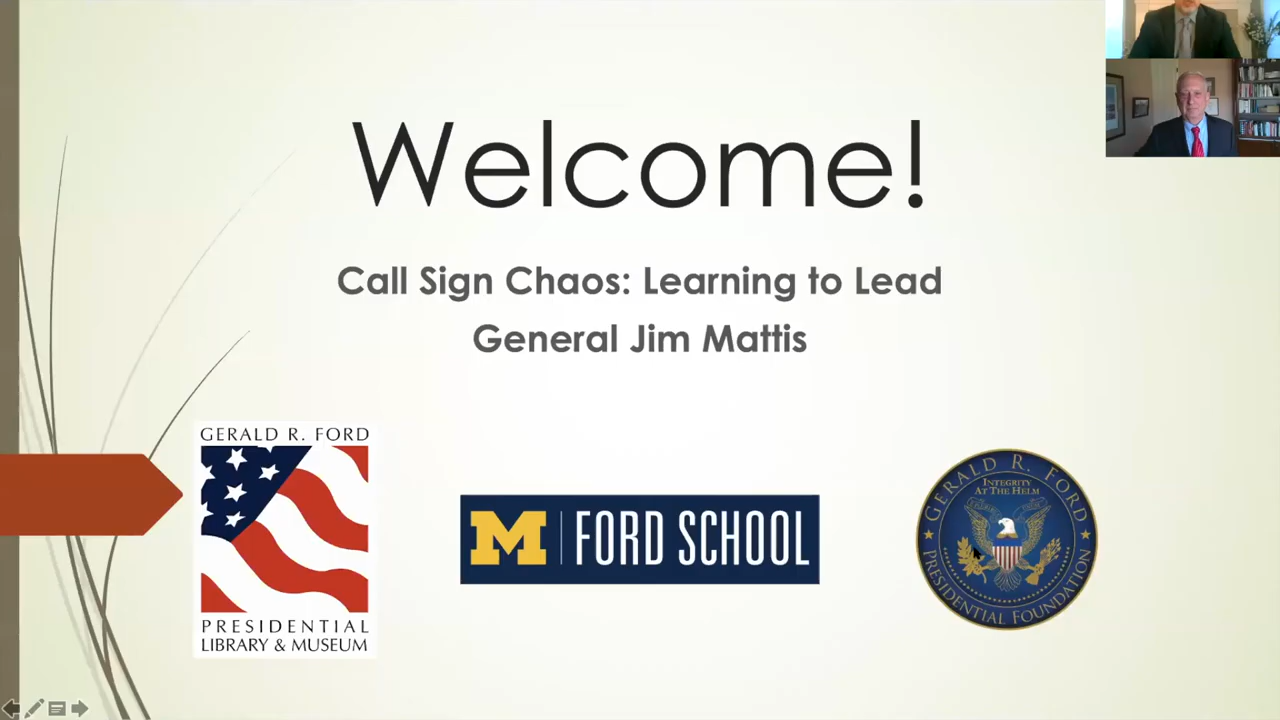 Welcome!
Call Sign Chaos: Learning to Lead
General Jim Mattis
GERALD R. FORD
PRESIDENTIAL
LIBRARY & MUSEUM
M FORD SCHOOL
GERALD R. FORD
INTEGRITY
AT THE HELM
PRESIDENTIAL FOUNDATION